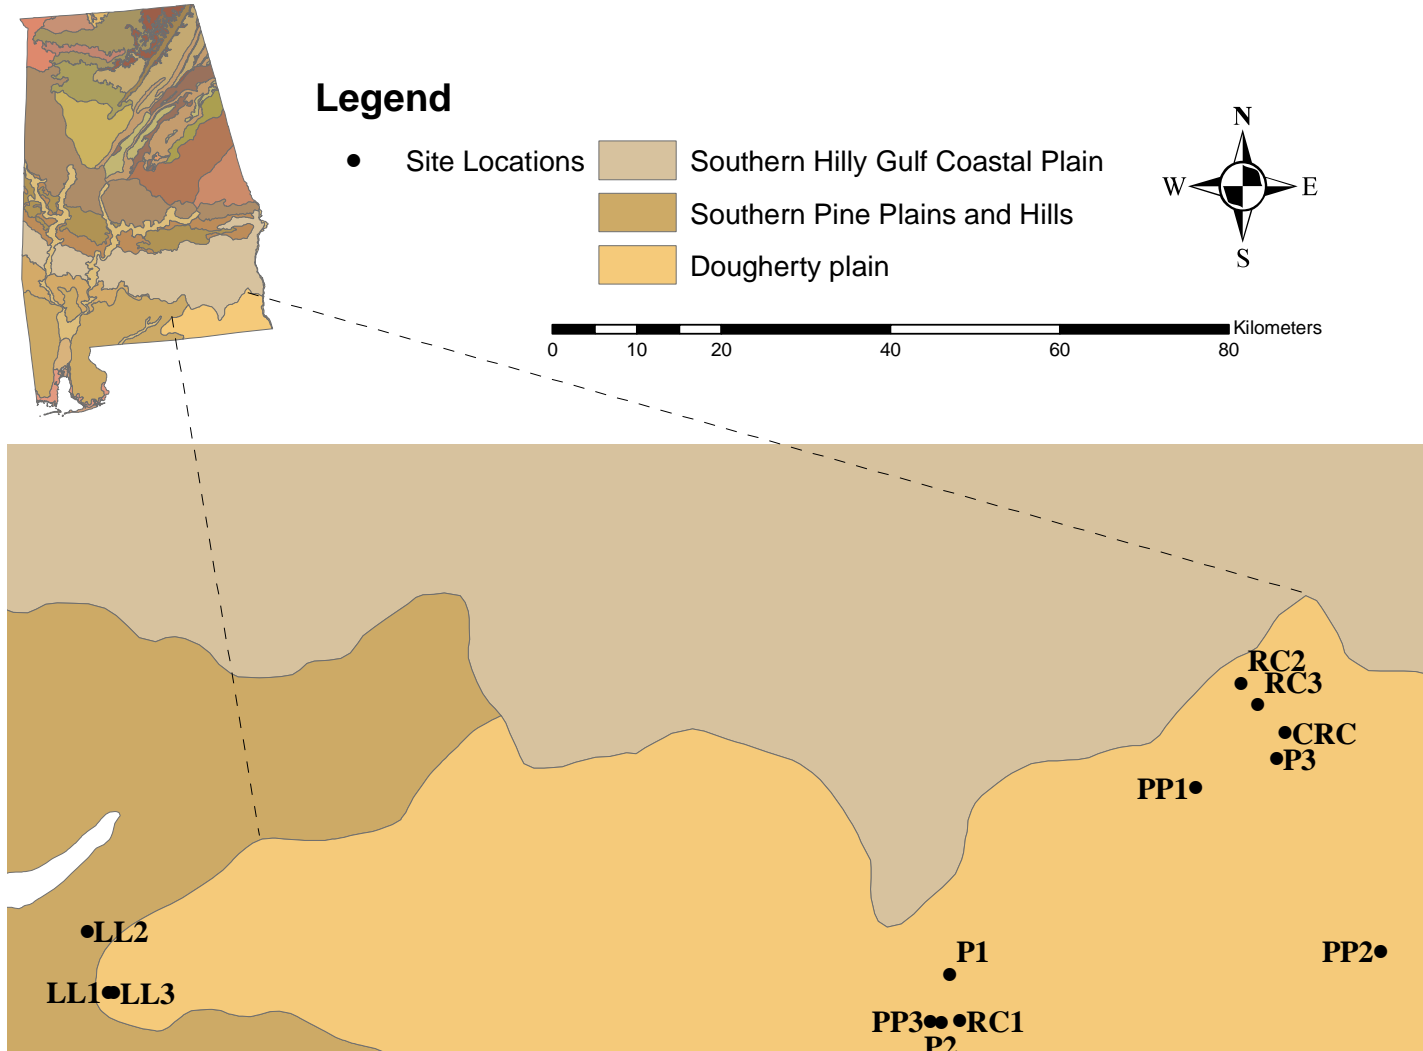 Legend
Site Locations
Southern Hilly Gulf Coastal Plain
Southern Pine Plains and Hills
Dougherty plain
N
W E
S
Kilometers
0 10 20 40 60 80
RC2
RC3
CRC
P3
PP1
LL2
P1
PP2
LL1 LL3
PP3 RC1
P2